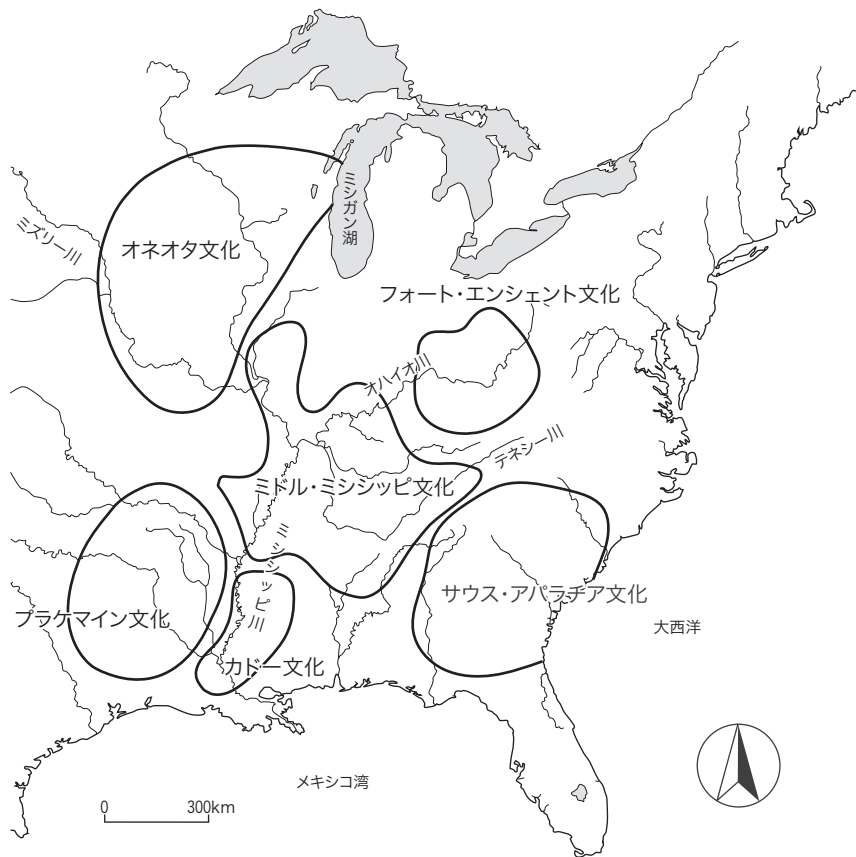 ミシガン湖
ミズリー川
オネオタ文化
フォート・エンシェント文化
オハイオ川
テネシー川
ミドル・ミシシッピ文化
ミシシッピ川
サウス・アパラチア文化
プラケマイン文化
大西洋
カドー文化
メキシコ湾
0 300km